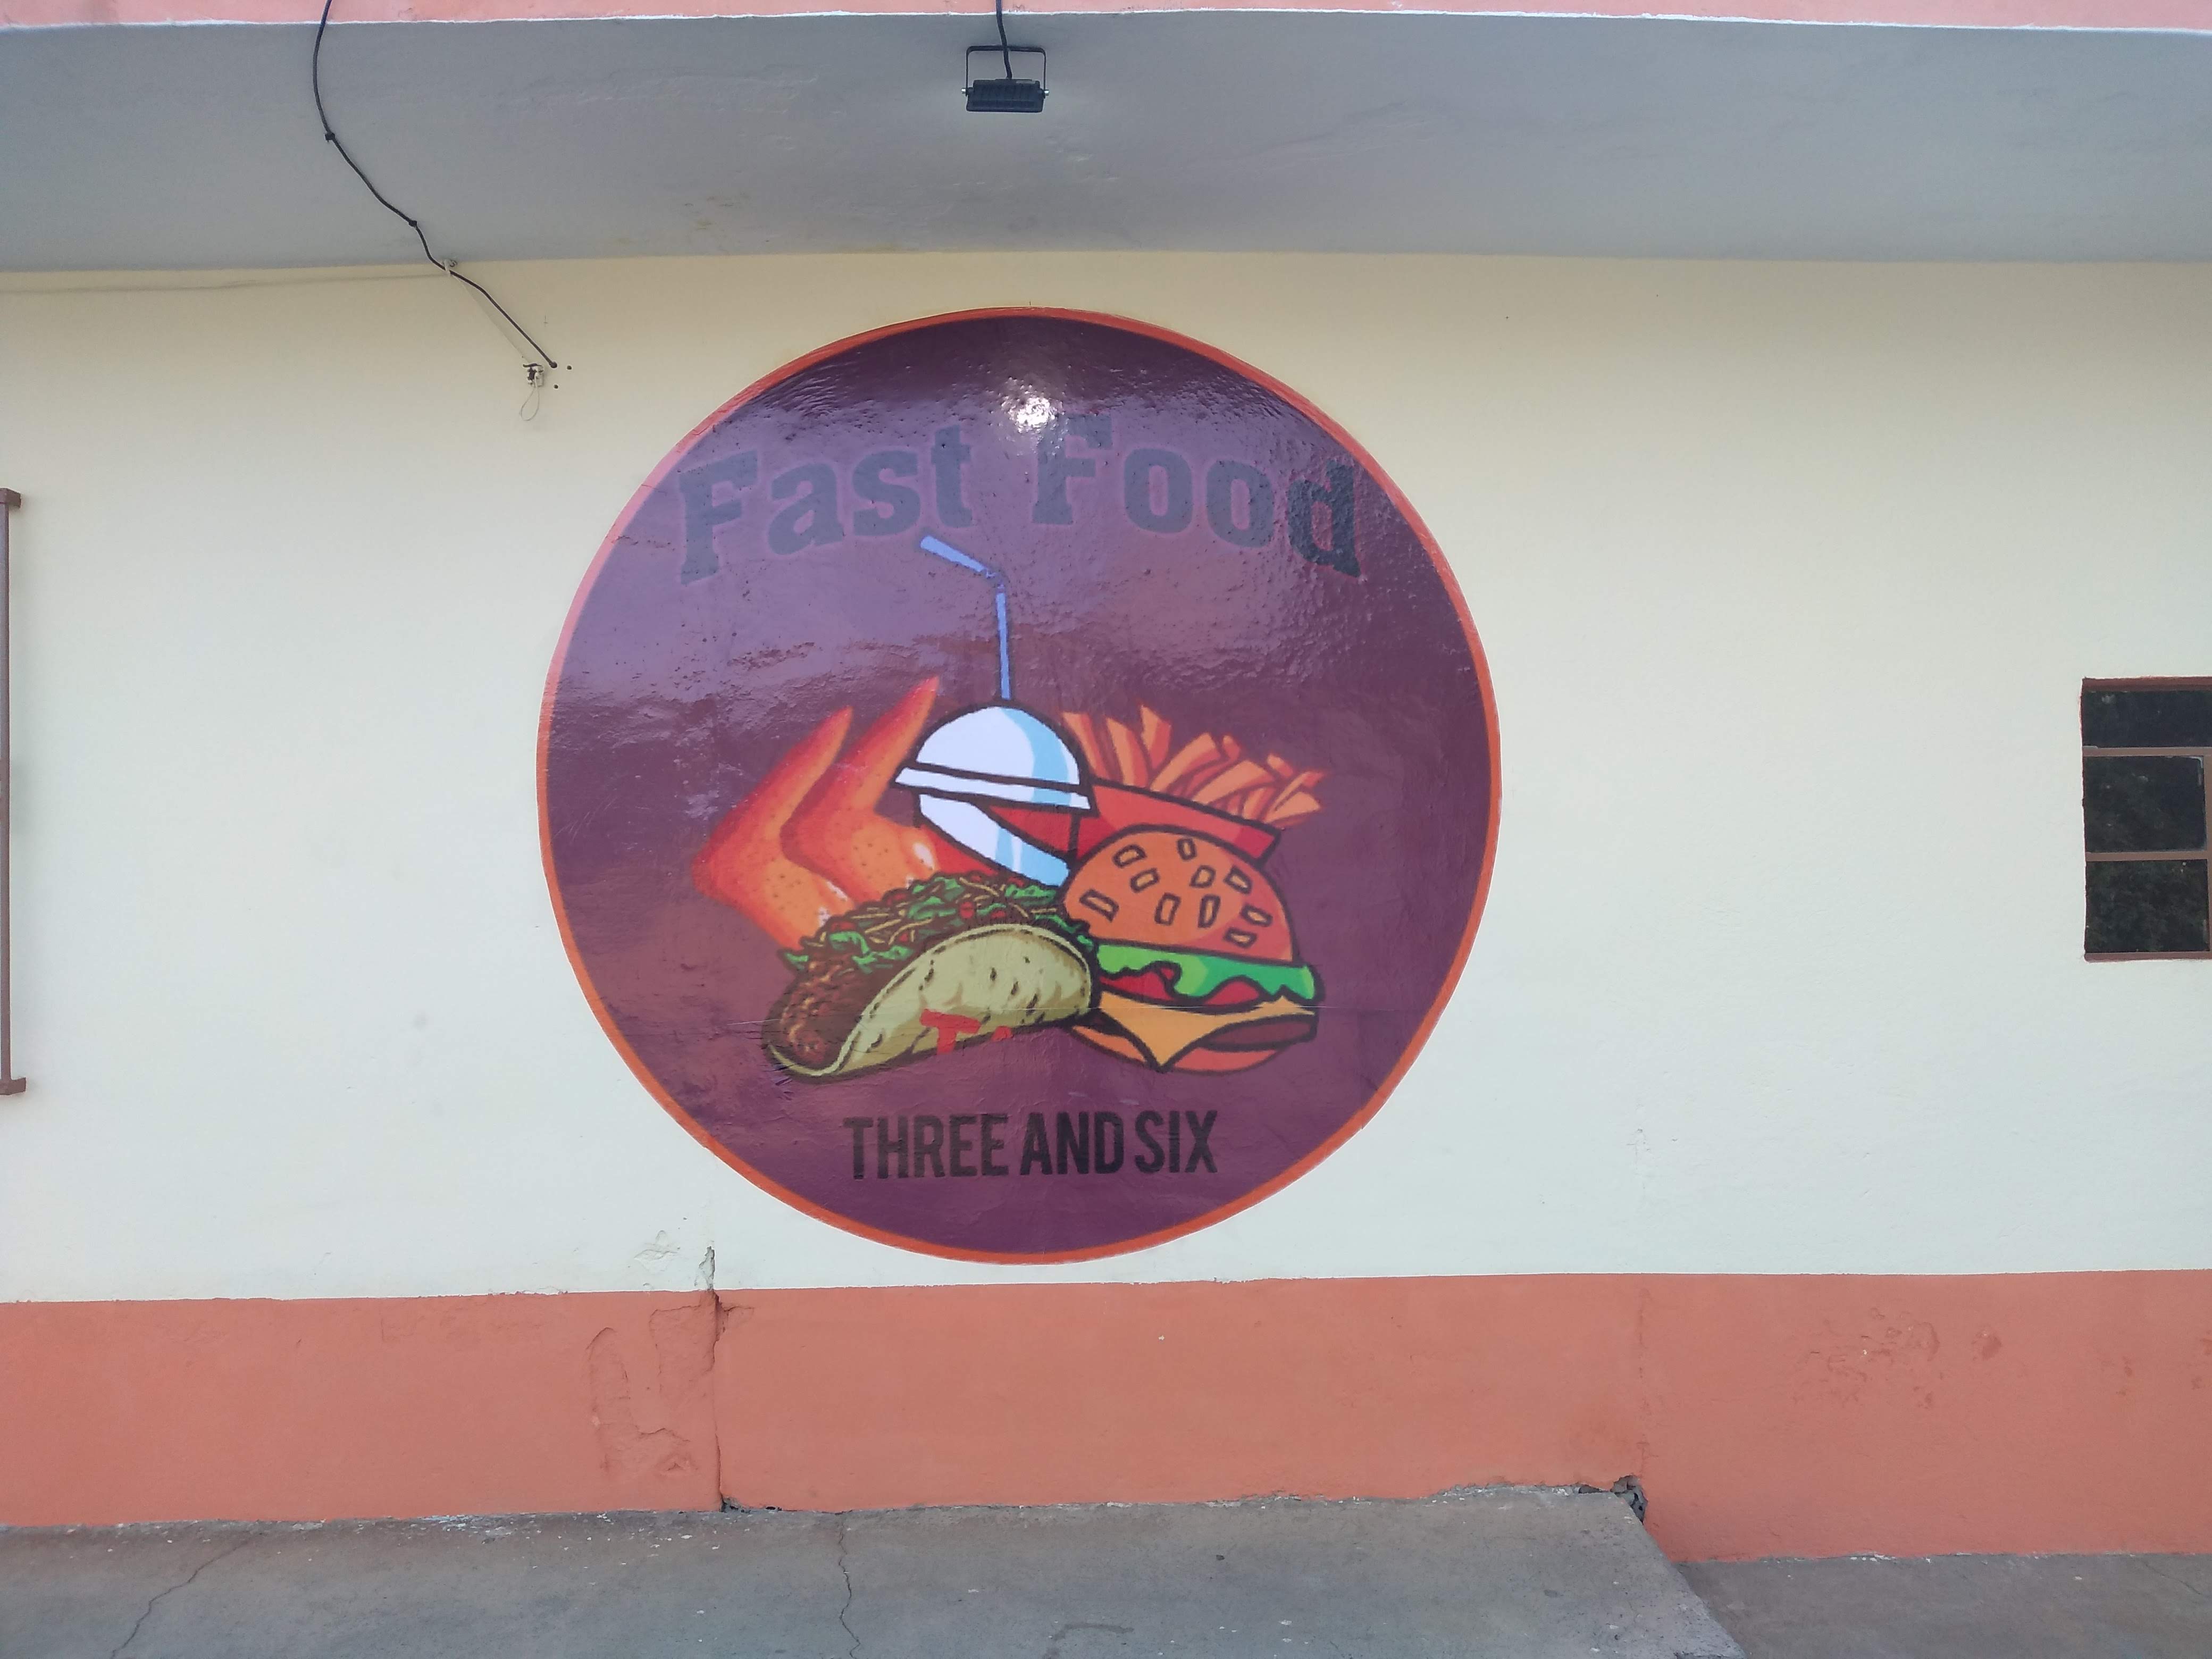 Fast Food
THREE AND SIX